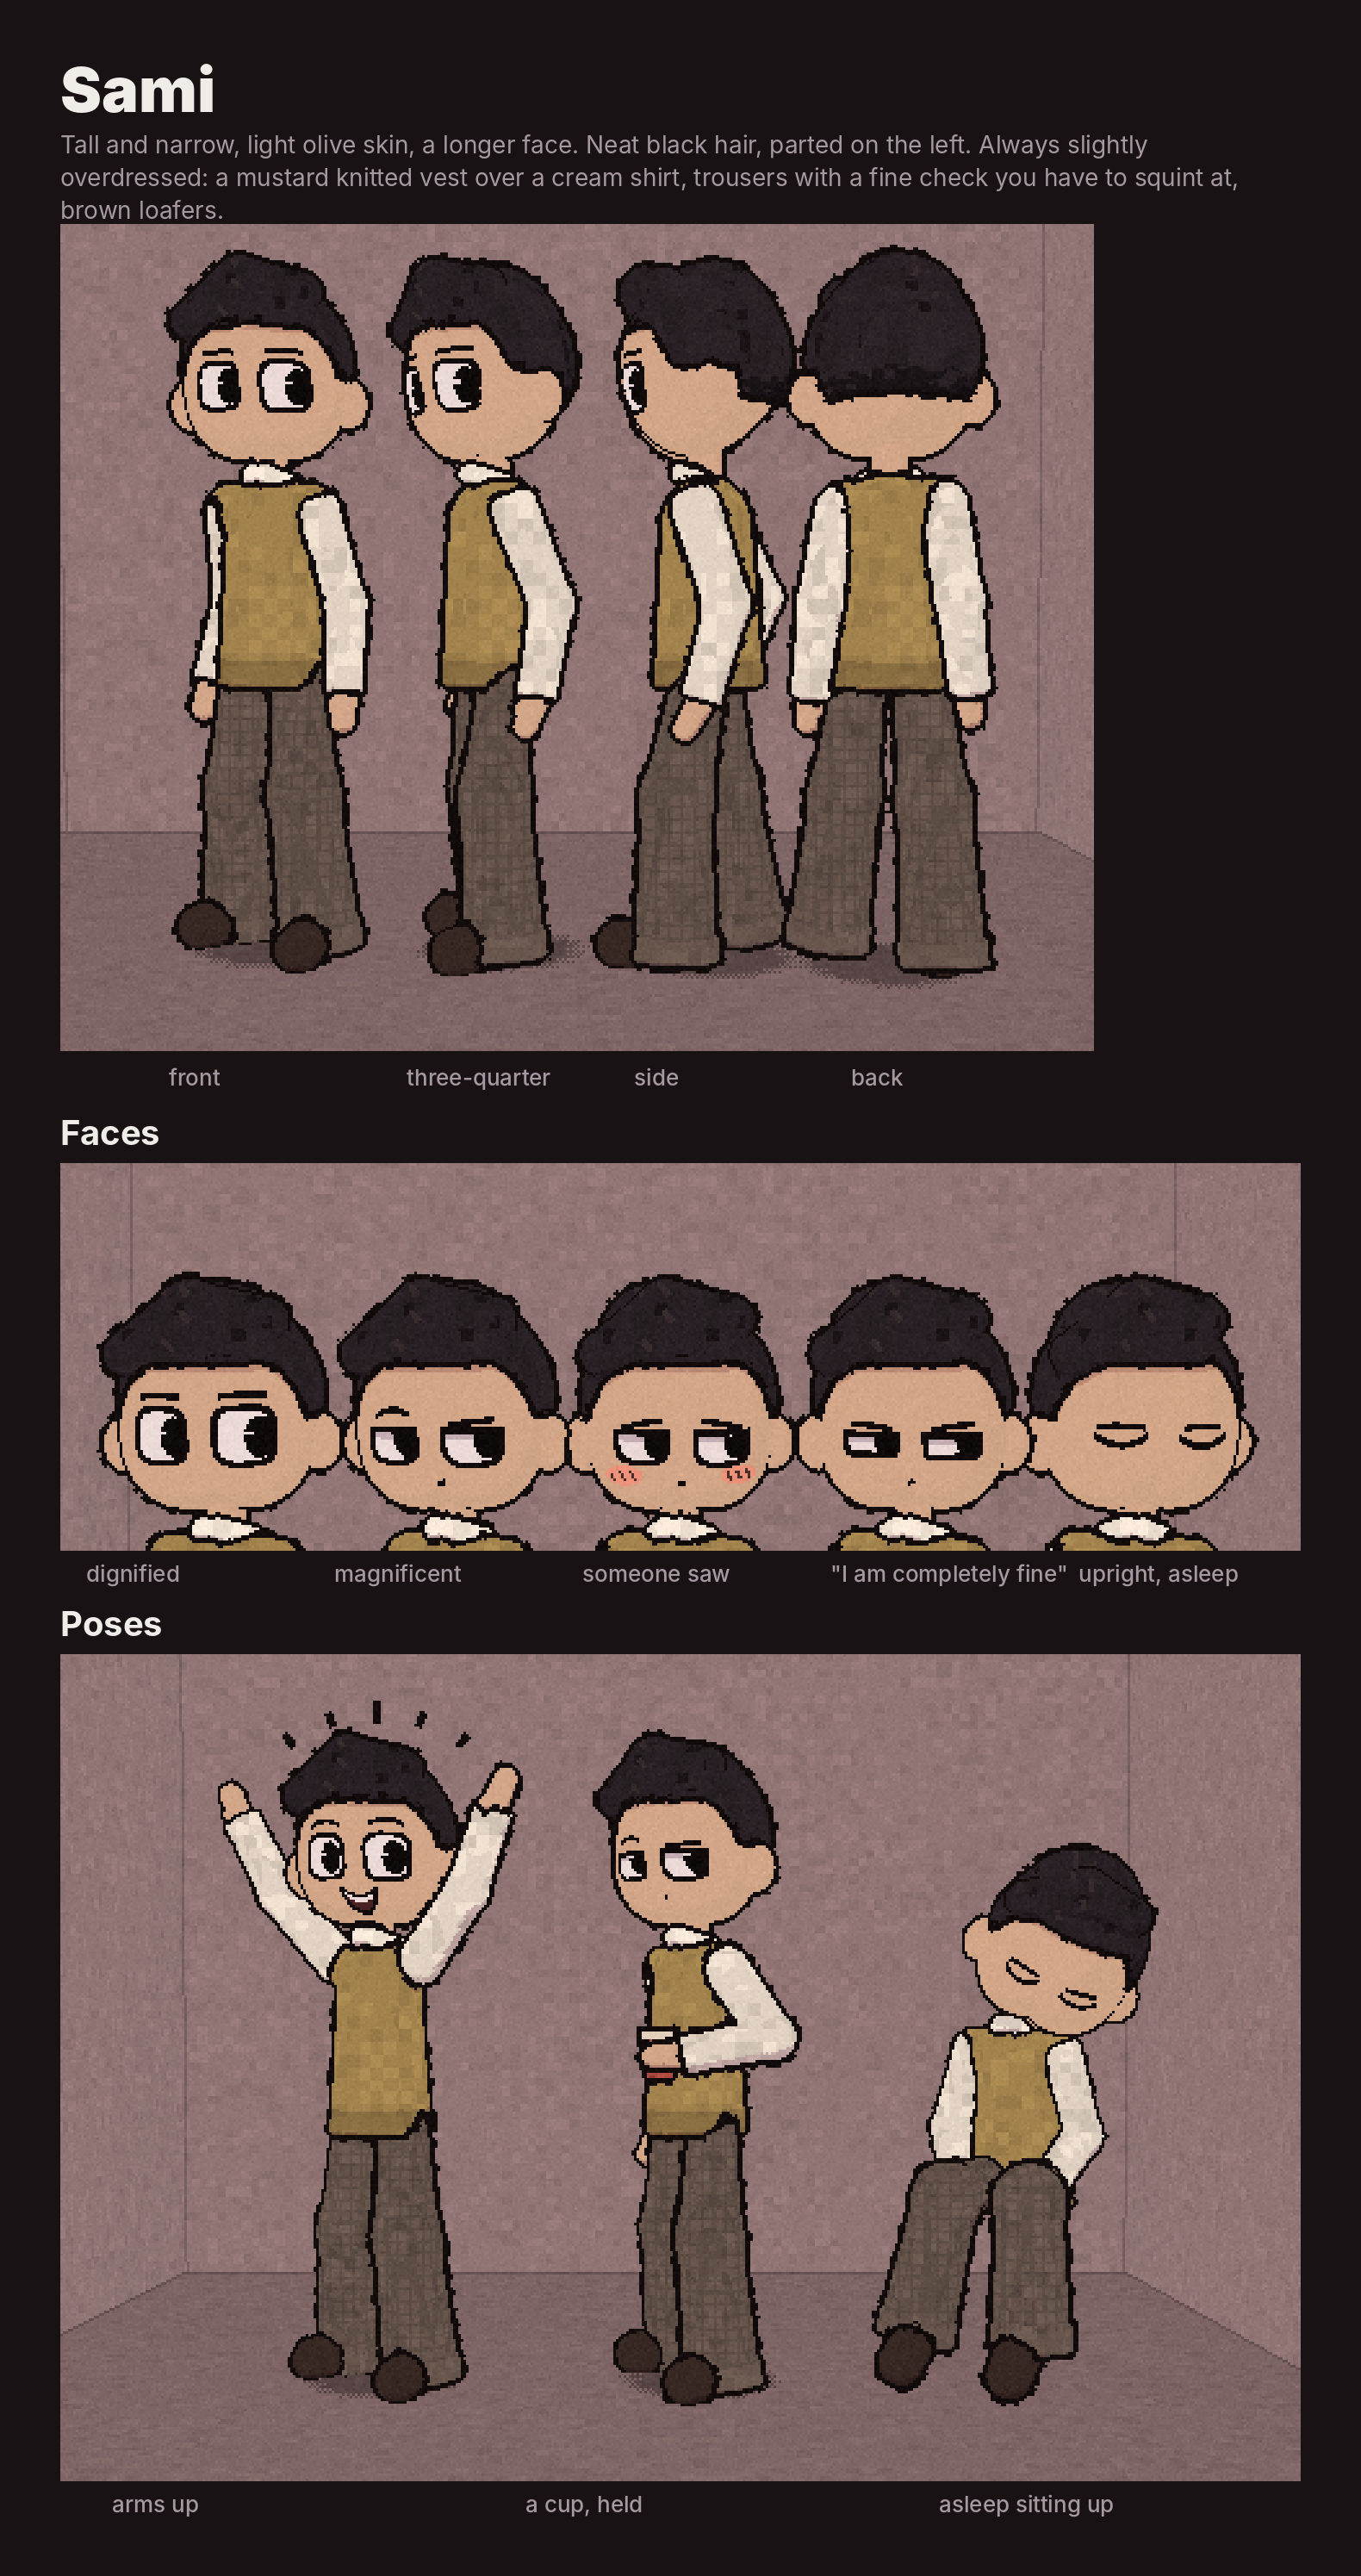 Sami
Tall and narrow, light olive skin, a longer face. Neat black hair, parted on the left. Always slightly
overdressed: a mustard knitted vest over a cream shirt, trousers with a fine check you have to squint at,
brown loafers.
front three-quarter side back
Faces
dignified magnificent someone saw "I am completely fine" upright, asleep
Poses
arms up a cup, held asleep sitting up